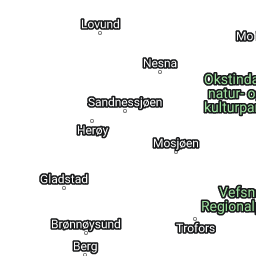 Lovund
Mo
Nesna
Okstinda
natur- o
kulturpa
Sandnessjøen
Herøy
Mosjøen
Gladstad
Vefsn
Regional
Brønnøysund
Trofors
Berg